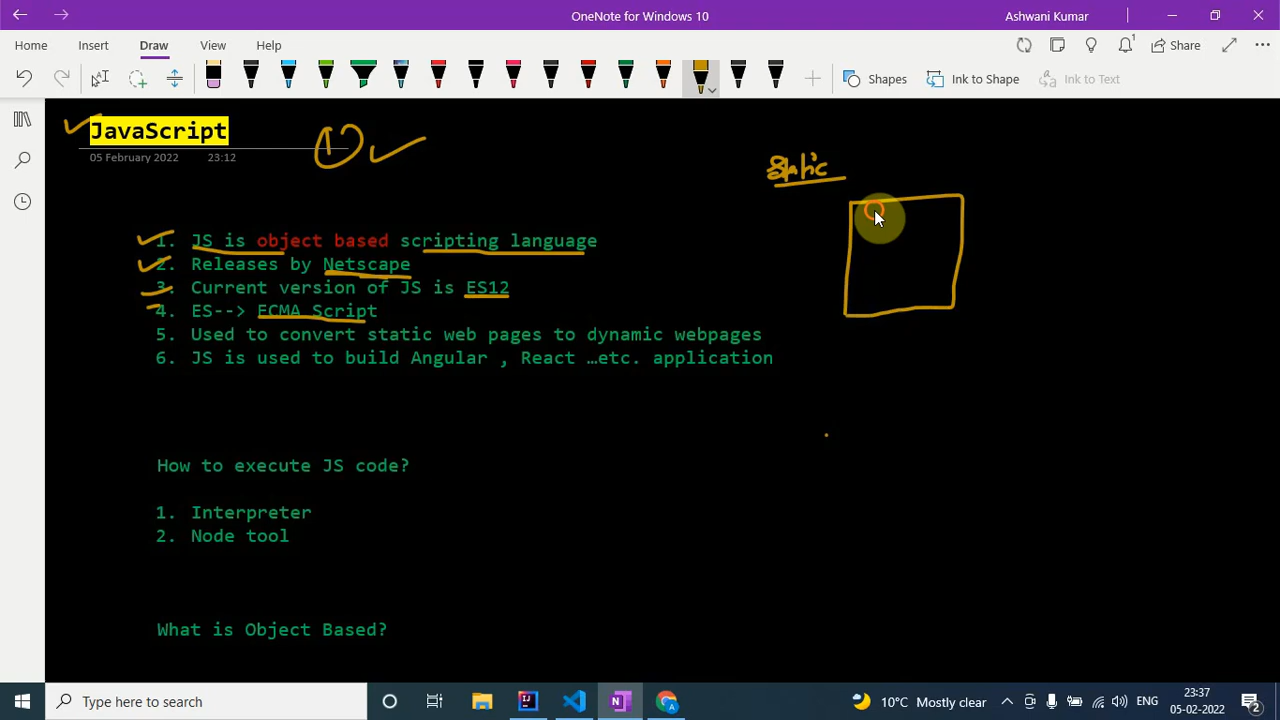 OneNote for Windows 10
Ashwani Kumar
Home Insert Draw View Help
Share
Shapes Ink to Shape Ink to Text
JavaScript
05 February 2022 23:12
Static
1. JS is object based scripting language
2. Releases by Netscape
3. Current version of JS is ES12
4. ES--> ECMA Script
5. Used to convert static web pages to dynamic webpages
6. JS is used to build Angular , React …etc. application
How to execute JS code?
1. Interpreter
2. Node tool
What is Object Based?
Type here to search
10°C Mostly clear
ENG
23:37
05-02-2022
2